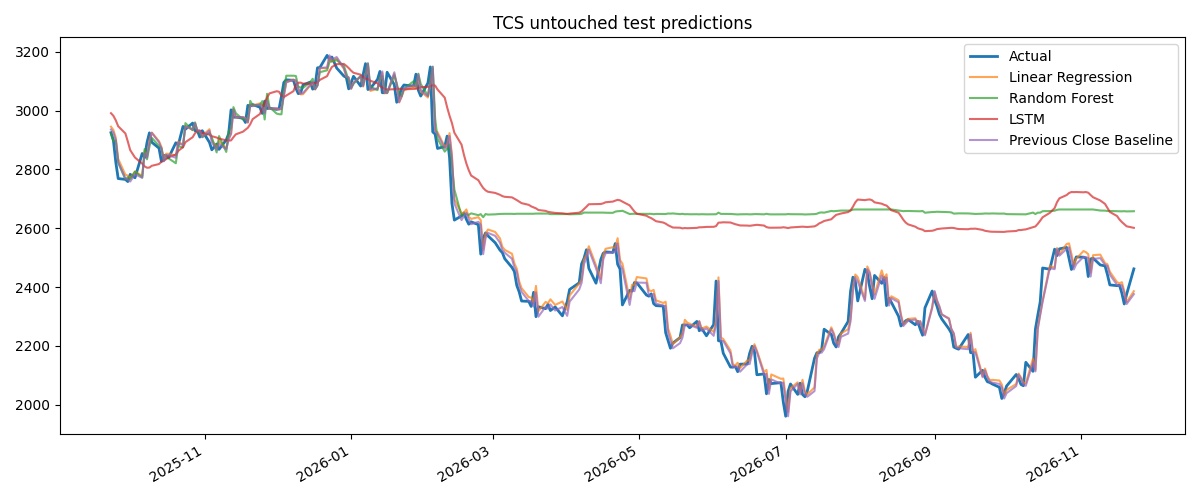 TCS untouched test predictions
3200
3000
2800
2600
2400
2200
2000
Actual
Linear Regression
Random Forest
LSTM
Previous Close Baseline
2025-11
2026-01
2026-03
2026-05
2026-07
2026-09
2026-11